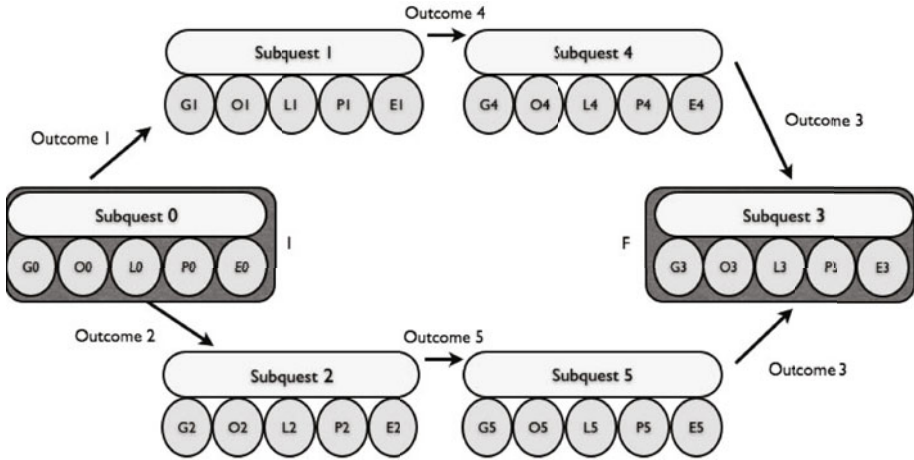 Outcome 4
Subquest 1
Subquest 4
G1 O1 L1 P1 E1
G4 O4 L4 P4 E4
Outcome 1
Outcome 3
Subquest 0
Subquest 3
I
F
G0 O0 L0 P0 E0
G3 O3 L3 P3 E3
Outcome 2
Outcome 5
Outcome 3
Subquest 2
Subquest 5
G2 O2 L2 P2 E2
G5 O5 L5 P5 E5